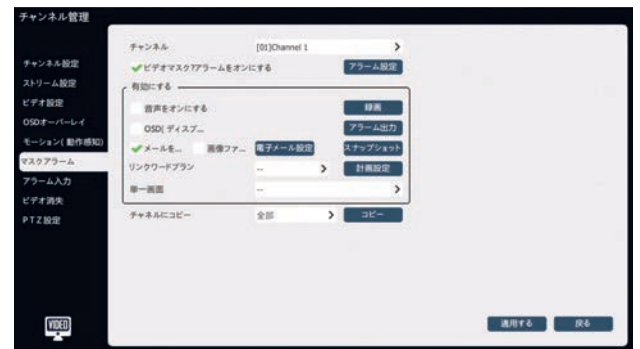 チャンネル管理
チャンネル設定
ストリーム設定
ビデオ設定
OSDオーバーレイ
モーション(動作感知)
マスクアラーム
アラーム入力
ビデオ消失
PTZ設定
VIDEO
チャンネル [01]Channel 1 >
ビデオマスク?アラームをオンにする アラーム設定
有効にする
音声をオンにする 録画
OSD(ディスプ... アラーム出力
メールを... 画像ファ... 電子メール設定 スナップショット
リンクワードプラン -- > 計画設定
単一画面 -- >
チャネルにコピー 全部 > コピー
適用する 戻る